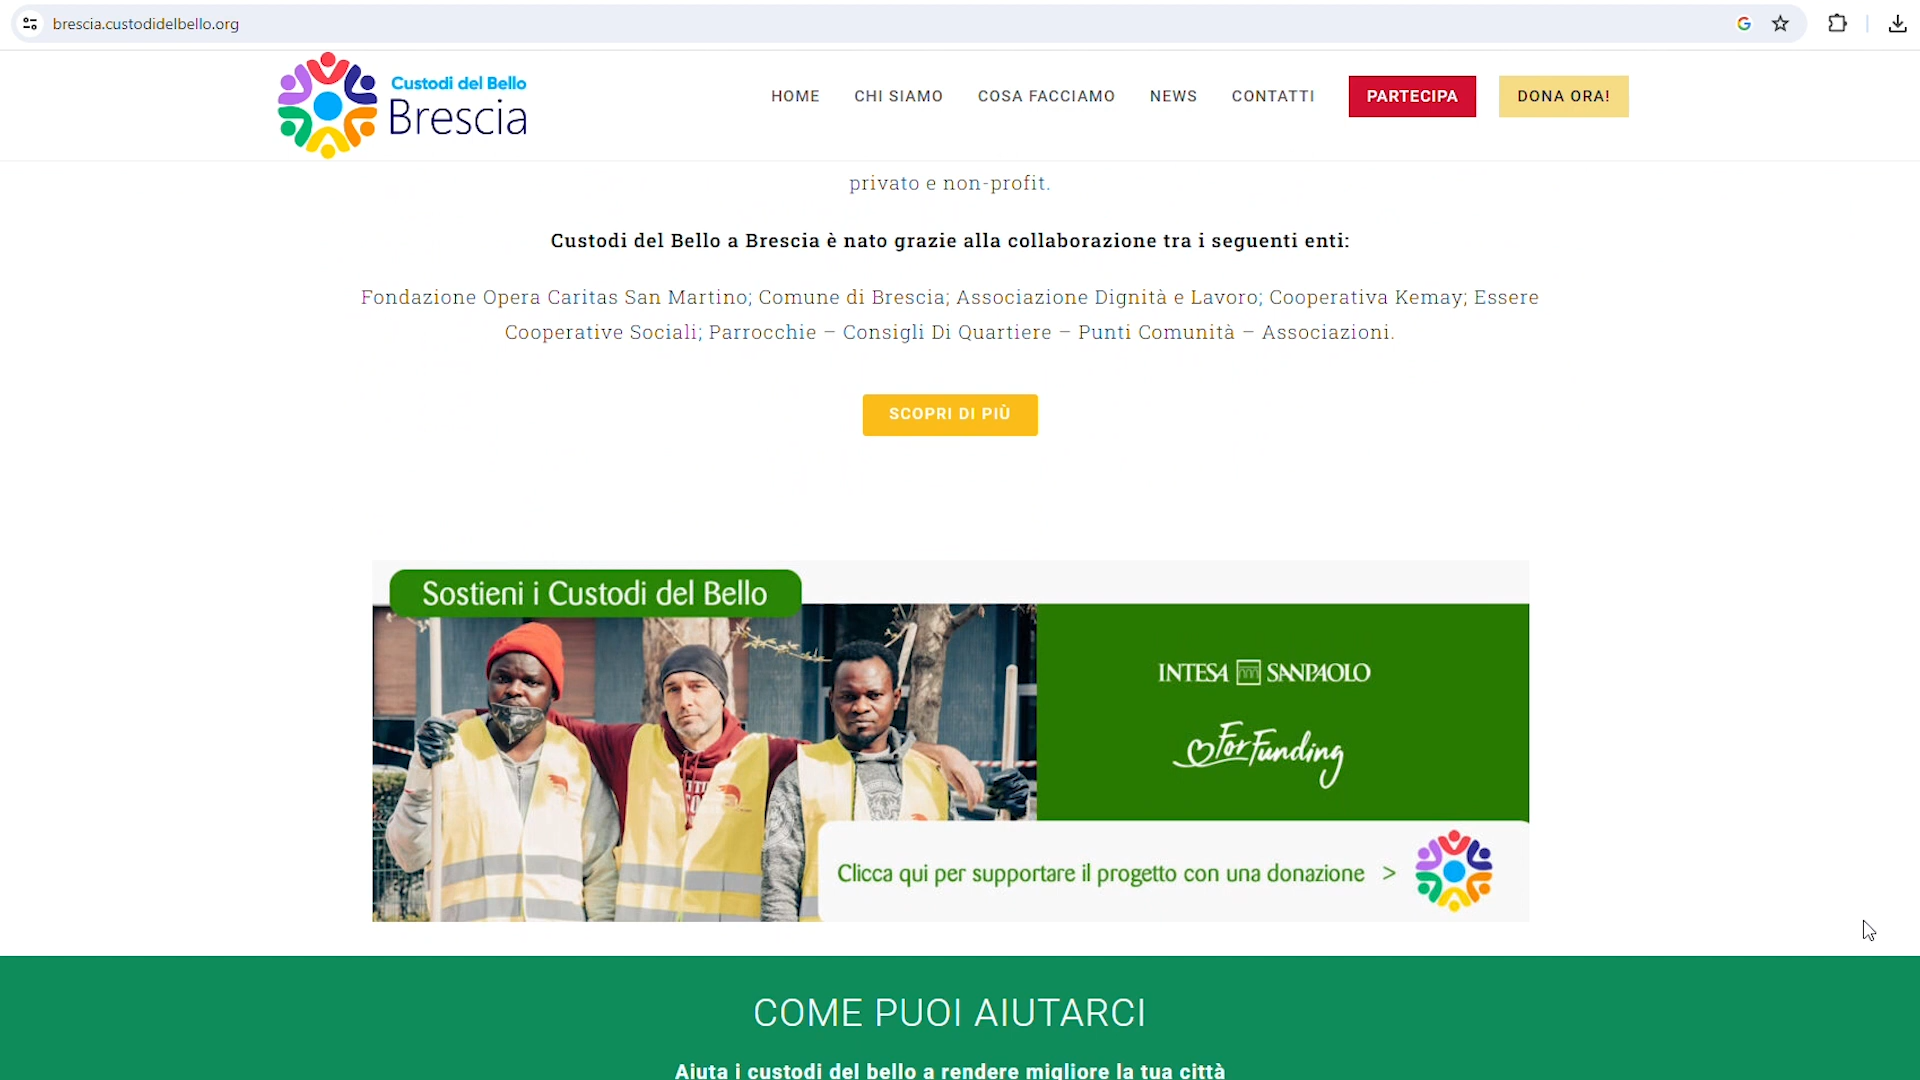 brescia.custodidelbello.org
Custodi del Bello
Brescia
HOME CHI SIAMO COSA FACCIAMO NEWS CONTATTI PARTECIPA DONA ORA!
privato e non-profit.
Custodi del Bello a Brescia è nato grazie alla collaborazione tra i seguenti enti:
Fondazione Opera Caritas San Martino; Comune di Brescia; Associazione Dignità e Lavoro; Cooperativa Kemay; Essere
Cooperative Sociali; Parrocchie – Consigli Di Quartiere – Punti Comunità – Associazioni.
SCOPRI DI PIÙ
Sostieni i Custodi del Bello
INTESA SANPAOLO
ForFunding
Clicca qui per supportare il progetto con una donazione >
COME PUOI AIUTARCI
Aiuta i custodi del bello a rendere migliore la tua città